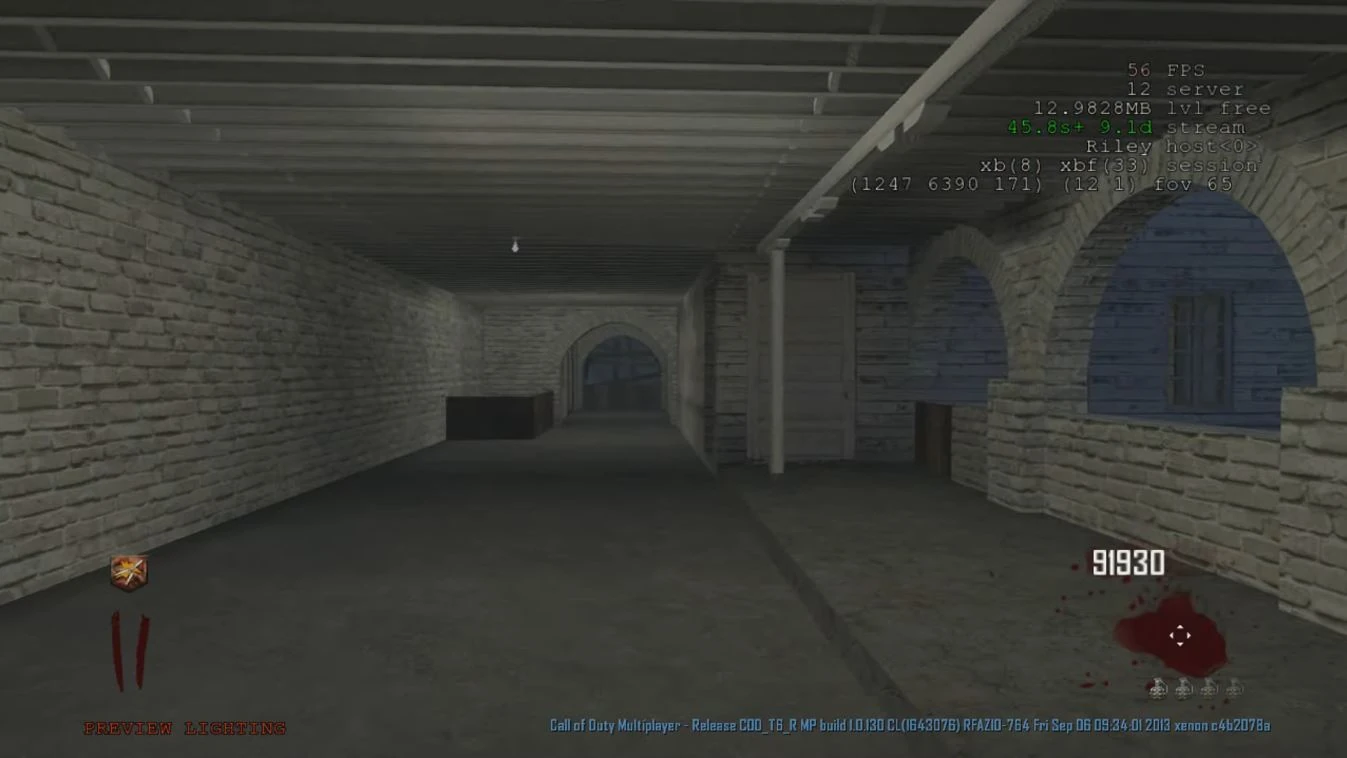 56 FPS
12 server
12.9828MB lvl free
45.8s+ 9.1d stream
Riley host<0>
xb(8) xbf(33) session
(1247 6390 171) (12 1) fov 65
91930
PREVIEW LIGHTING
Call of Duty Multiplayer - Release COD_T6_R MP build 1.0.130 CL(1643076) RFAZIO-764 Fri Sep 06 09:34:01 2013 xenon c4b2078a